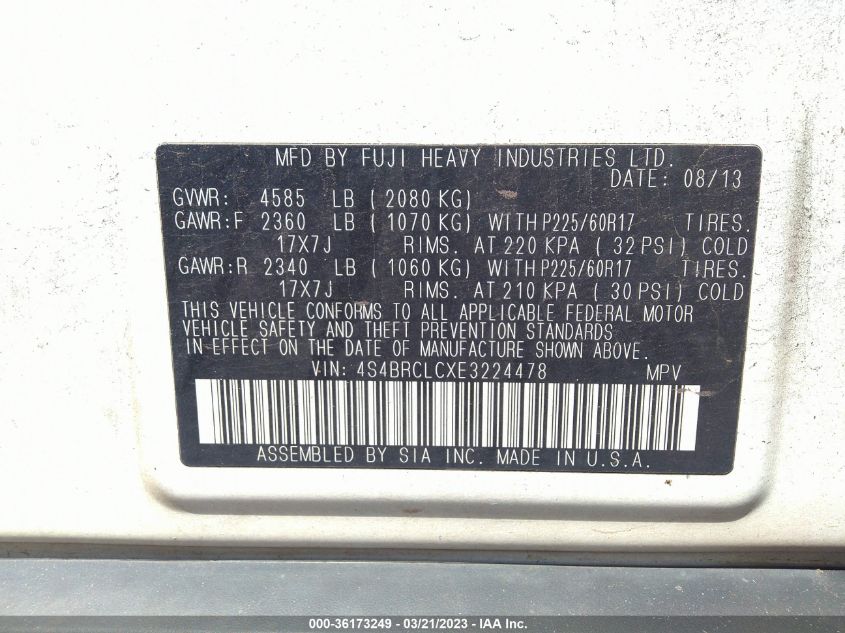 MFD BY FUJI HEAVY INDUSTRIES LTD.
DATE: 08/13
GVWR: 4585 LB ( 2080 KG)
GAWR:F 2360 LB ( 1070 KG) WITH P225/60R17 TIRES.
17X7J RIMS. AT 220 KPA ( 32 PSI) COLD
GAWR:R 2340 LB ( 1060 KG) WITH P225/60R17 TIRES.
17X7J RIMS. AT 210 KPA ( 30 PSI) COLD
THIS VEHICLE CONFORMS TO ALL APPLICABLE FEDERAL MOTOR
VEHICLE SAFETY AND THEFT PREVENTION STANDARDS
IN EFFECT ON THE DATE OF MANUFACTURE SHOWN ABOVE.
VIN: 4S4BRCLCXE3224478 MPV
ASSEMBLED BY SIA INC. MADE IN U.S.A.
000-36173249 - 03/21/2023 - IAA Inc.